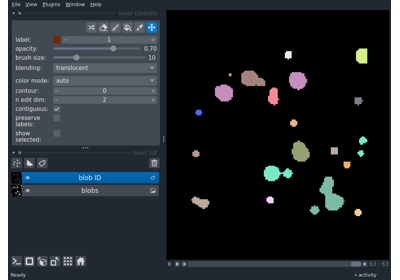 File View Plugins Window Help
layer controls
label: 1
opacity: 0.70
brush size: 10
blending: translucent
color mode: auto
contour: 0
n edit dim: 2
contiguous:
preserve
labels:
show
selected:
layer list
blob ID
blobs
0 63 63
Ready
activity